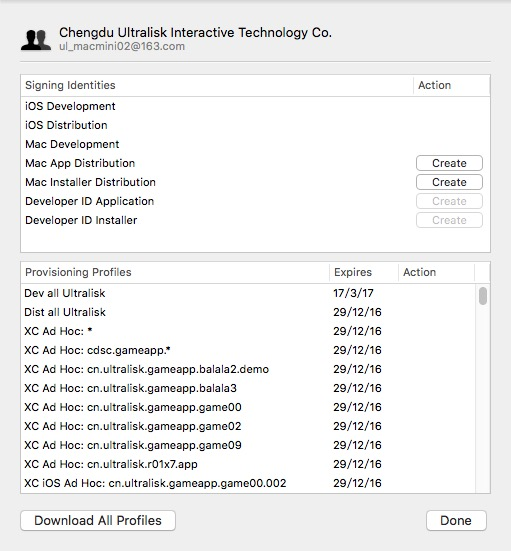 Chengdu Ultralisk Interactive Technology Co.
ul_macmini02@163.com
Signing Identities Action
iOS Development
iOS Distribution
Mac Development
Mac App Distribution Create
Mac Installer Distribution Create
Developer ID Application Create
Developer ID Installer Create
Provisioning Profiles Expires Action
Dev all Ultralisk 17/3/17
Dist all Ultralisk 29/12/16
XC Ad Hoc: * 29/12/16
XC Ad Hoc: cdsc.gameapp.* 29/12/16
XC Ad Hoc: cn.ultralisk.gameapp.balala2.demo 29/12/16
XC Ad Hoc: cn.ultralisk.gameapp.balala3 29/12/16
XC Ad Hoc: cn.ultralisk.gameapp.game00 29/12/16
XC Ad Hoc: cn.ultralisk.gameapp.game02 29/12/16
XC Ad Hoc: cn.ultralisk.gameapp.game09 29/12/16
XC Ad Hoc: cn.ultralisk.r01x7.app 29/12/16
XC iOS Ad Hoc: cn.ultralisk.gameapp.game00.002 29/12/16
Download All Profiles Done